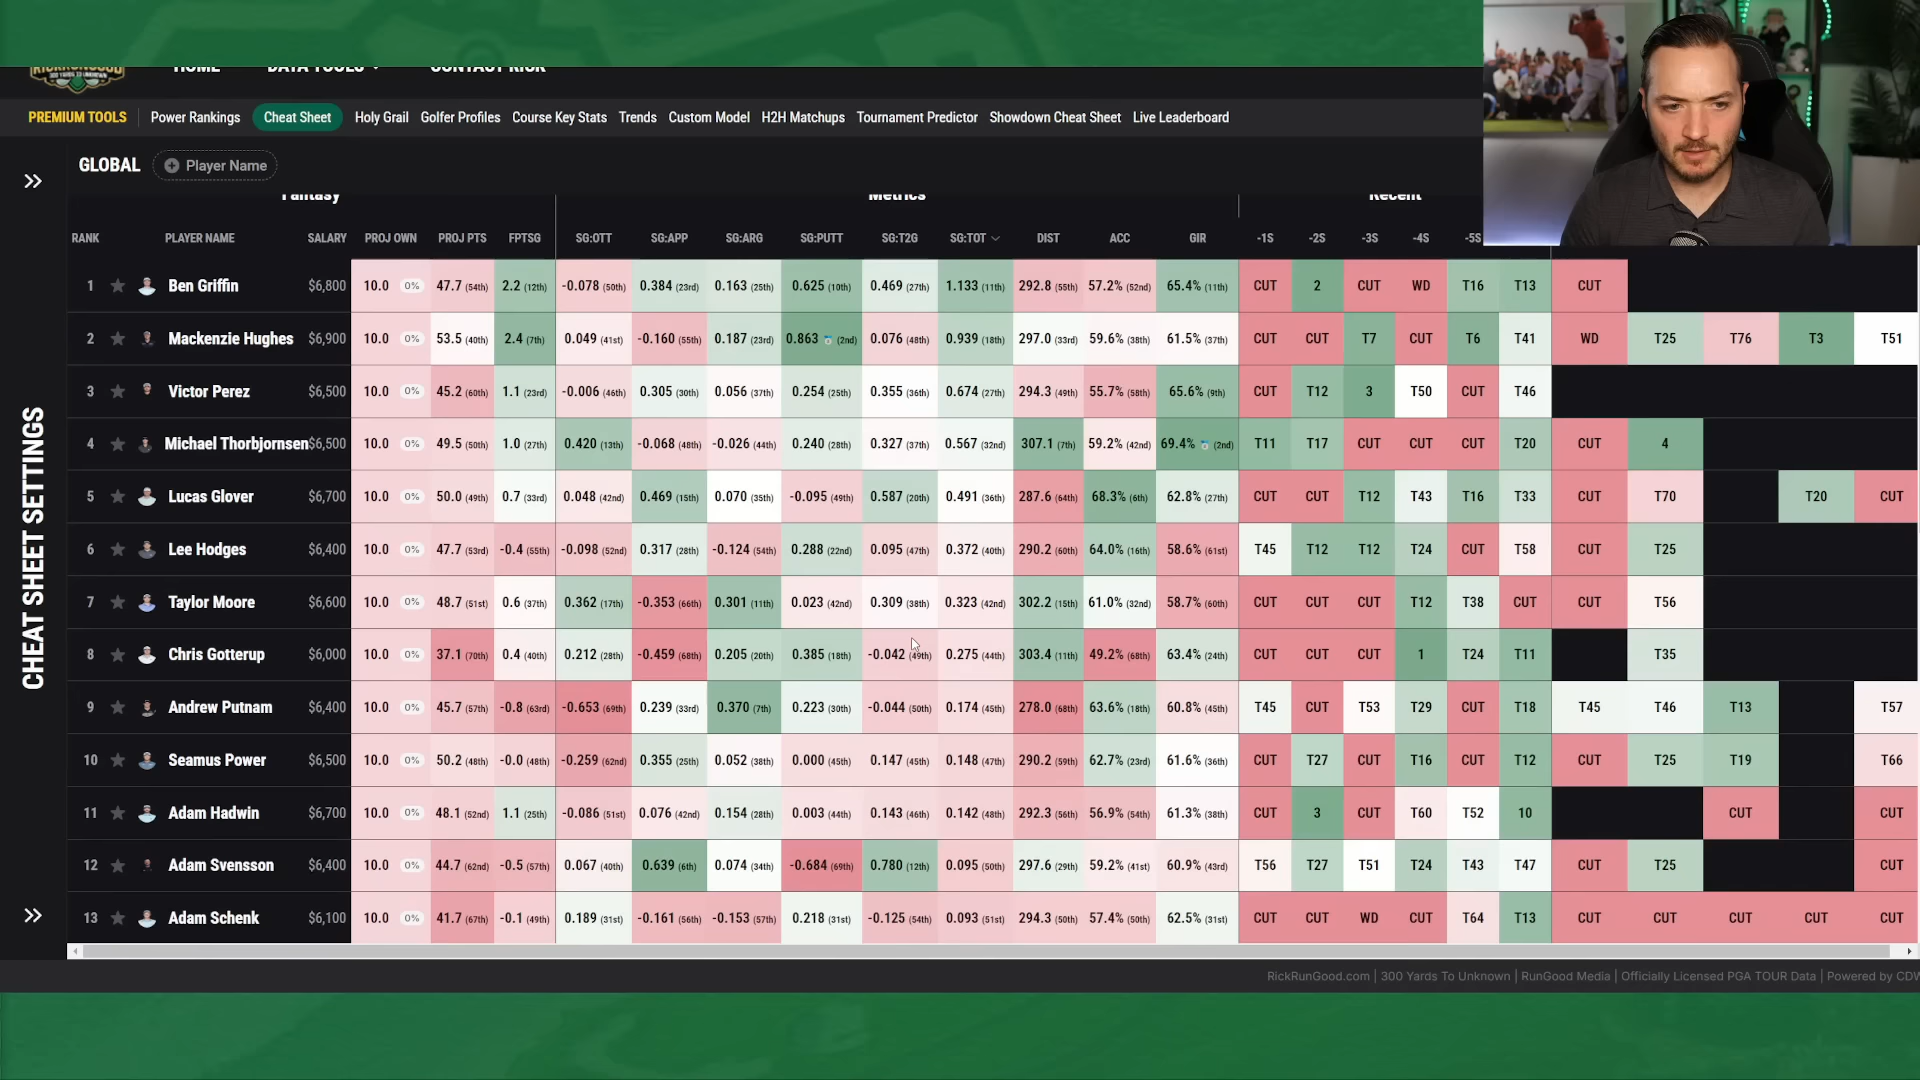 RICKRUNGOOD
300 YARDS TO UNKNOWN
HOME DATA TOOLS CONTACT RICK
PREMIUM TOOLS Power Rankings Cheat Sheet Holy Grail Golfer Profiles Course Key Stats Trends Custom Model H2H Matchups Tournament Predictor Showdown Cheat Sheet Live Leaderboard
GLOBAL Player Name
CHEAT SHEET SETTINGS
Fantasy Metrics Recent
RANK PLAYER NAME SALARY PROJ OWN PROJ PTS FPTSG SG:OTT SG:APP SG:ARG SG:PUTT SG:T2G SG:TOT DIST ACC GIR -1S -2S -3S -4S -5S
1 Ben Griffin $6,800 10.0 0% 47.7 (54th) 2.2 (12th) -0.078 (50th) 0.384 (23rd) 0.163 (25th) 0.625 (10th) 0.469 (27th) 1.133 (11th) 292.8 (55th) 57.2% (52nd) 65.4% (11th) CUT 2 CUT WD T16 T13 CUT
2 Mackenzie Hughes $6,900 10.0 0% 53.5 (40th) 2.4 (7th) 0.049 (41st) -0.160 (55th) 0.187 (23rd) 0.863 (2nd) 0.076 (48th) 0.939 (18th) 297.0 (33rd) 59.6% (38th) 61.5% (37th) CUT CUT T7 CUT T6 T41 WD T25 T76 T3 T51
3 Victor Perez $6,500 10.0 0% 45.2 (60th) 1.1 (23rd) -0.006 (46th) 0.305 (30th) 0.056 (37th) 0.254 (25th) 0.355 (36th) 0.674 (27th) 294.3 (49th) 55.7% (58th) 65.6% (9th) CUT T12 3 T50 CUT T46
4 Michael Thorbjornsen $6,500 10.0 0% 49.5 (50th) 1.0 (27th) 0.420 (13th) -0.068 (48th) -0.026 (44th) 0.240 (28th) 0.327 (37th) 0.567 (32nd) 307.1 (7th) 59.2% (42nd) 69.4% (2nd) T11 T17 CUT CUT CUT T20 CUT 4
5 Lucas Glover $6,700 10.0 0% 50.0 (49th) 0.7 (33rd) 0.048 (42nd) 0.469 (15th) 0.070 (35th) -0.095 (49th) 0.587 (20th) 0.491 (36th) 287.6 (64th) 68.3% (6th) 62.8% (27th) CUT CUT T12 T43 T16 T33 CUT T70 T20 CUT
6 Lee Hodges $6,400 10.0 0% 47.7 (53rd) -0.4 (55th) -0.098 (52nd) 0.317 (28th) -0.124 (54th) 0.288 (22nd) 0.095 (47th) 0.372 (40th) 290.2 (60th) 64.0% (16th) 58.6% (61st) T45 T12 T12 T24 CUT T58 CUT T25
7 Taylor Moore $6,600 10.0 0% 48.7 (51st) 0.6 (37th) 0.362 (17th) -0.353 (66th) 0.301 (11th) 0.023 (42nd) 0.309 (38th) 0.323 (42nd) 302.2 (15th) 61.0% (32nd) 58.7% (60th) CUT CUT CUT T12 T38 CUT CUT T56
8 Chris Gotterup $6,000 10.0 0% 37.1 (70th) 0.4 (40th) 0.212 (28th) -0.459 (68th) 0.205 (20th) 0.385 (18th) -0.042 (49th) 0.275 (44th) 303.4 (11th) 49.2% (68th) 63.4% (24th) CUT CUT CUT 1 T24 T11 T35
9 Andrew Putnam $6,400 10.0 0% 45.7 (57th) -0.8 (63rd) -0.653 (69th) 0.239 (33rd) 0.370 (7th) 0.223 (30th) -0.044 (50th) 0.174 (45th) 278.0 (68th) 63.6% (18th) 60.8% (45th) T45 CUT T53 T29 CUT T18 T45 T46 T13 T57
10 Seamus Power $6,500 10.0 0% 50.2 (48th) -0.0 (48th) -0.259 (62nd) 0.355 (25th) 0.052 (38th) 0.000 (45th) 0.147 (45th) 0.148 (47th) 290.2 (59th) 62.7% (23rd) 61.6% (36th) CUT T27 CUT T16 CUT T12 CUT T25 T19 T66
11 Adam Hadwin $6,700 10.0 0% 48.1 (52nd) 1.1 (25th) -0.086 (51st) 0.076 (42nd) 0.154 (28th) 0.003 (44th) 0.143 (46th) 0.142 (48th) 292.3 (56th) 56.9% (54th) 61.3% (38th) CUT 3 CUT T60 T52 10 CUT CUT
12 Adam Svensson $6,400 10.0 0% 44.7 (62nd) -0.5 (57th) 0.067 (40th) 0.639 (6th) 0.074 (34th) -0.684 (69th) 0.780 (12th) 0.095 (50th) 297.6 (29th) 59.2% (41st) 60.9% (43rd) T56 T27 T51 T24 T43 T47 CUT T25 CUT
13 Adam Schenk $6,100 10.0 0% 41.7 (67th) -0.1 (49th) 0.189 (31st) -0.161 (56th) -0.153 (57th) 0.218 (31st) -0.125 (54th) 0.093 (51st) 294.3 (50th) 57.4% (50th) 62.5% (31st) CUT CUT WD CUT T64 T13 CUT CUT CUT CUT CUT
RickRunGood.com | 300 Yards To Unknown | RunGood Media | Officially Licensed PGA TOUR Data | Powered by CDW